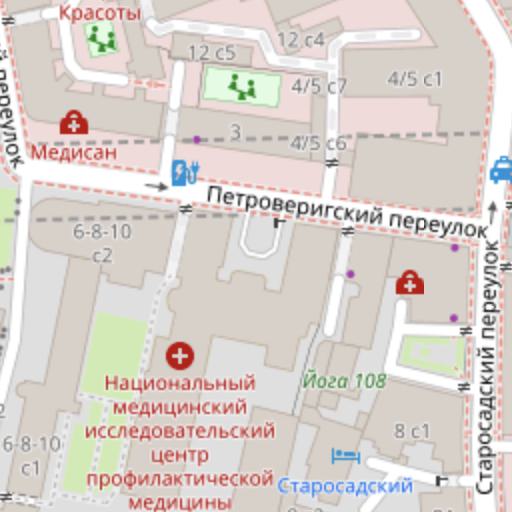 Красоты
12 с5
12 с4
4/5 с7
4/5 с1
й переулок
3
4/5 с6
Медисан
Петроверигский переулок
6-8-10
с2
Старосадский переулок
Национальный
медицинский
исследовательский
центр
профилактической
медицины
Йога 108
8 с1
6-8-10
с1
Старосадский